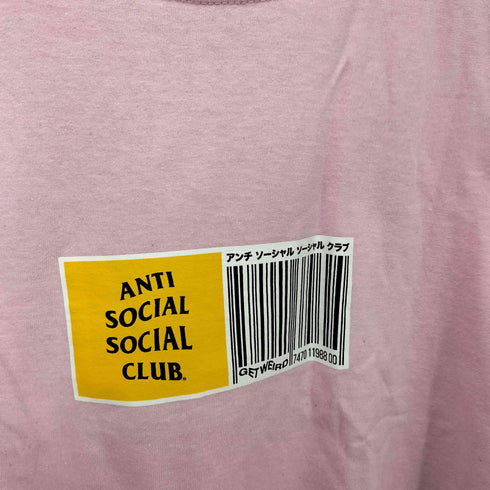 ANTI
SOCIAL
SOCIAL
CLUB®
アンチ ソーシャル ソーシャル クラブ
GET WEIRD 7470 11988 00